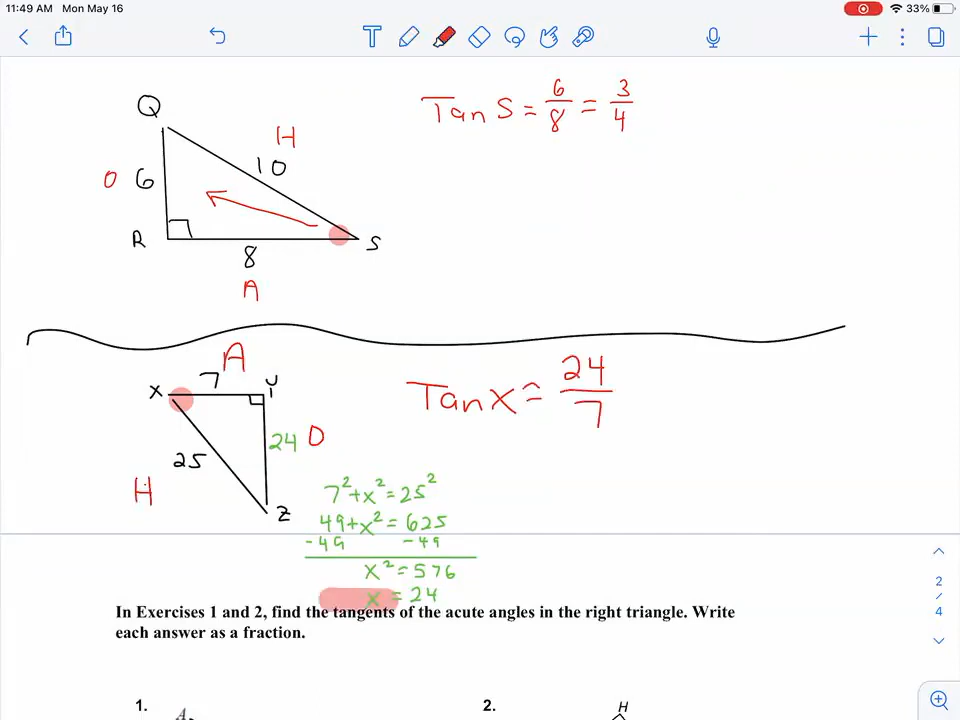 11:49 AM Mon May 16
33%
T
Q
H
Tan S = 6/8 = 3/4
10
O 6
R
S
8
A
A
7
X Y
Tan X = 24/7
24 O
25
H
Z
7² + x² = 25²
49 + x² = 625
-49 -49
x² = 576
x = 24
2
/
4
In Exercises 1 and 2, find the tangents of the acute angles in the right triangle. Write
each answer as a fraction.
1. 2.
A H